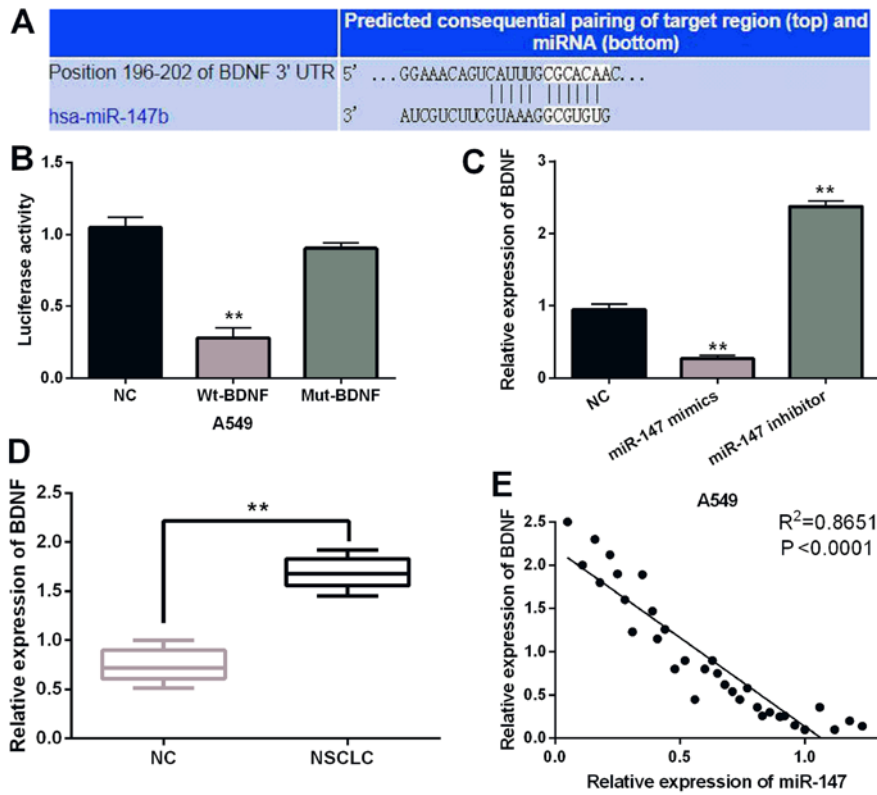 A
Predicted consequential pairing of target region (top) and
miRNA (bottom)
Position 196-202 of BDNF 3' UTR
5' ...GGAAACAGUCAUUUGCGCACAAC...
hsa-miR-147b
3' AUCGUCUUCGUAAAGGCGUGUG
B
Luciferase activity
1.5
1.0
0.5
0.0
**
NC
Wt-BDNF
Mut-BDNF
A549
C
Relative expression of BDNF
3
2
1
0
**
**
NC
miR-147 mimics
miR-147 inhibitor
A549
D
Relative expression of BDNF
2.5
2.0
1.5
1.0
0.5
0.0
**
NC
NSCLC
E
Relative expression of BDNF
2.5
2.0
1.5
1.0
0.5
0.0
R²=0.8651
P<0.0001
0.0
0.5
1.0
Relative expression of miR-147